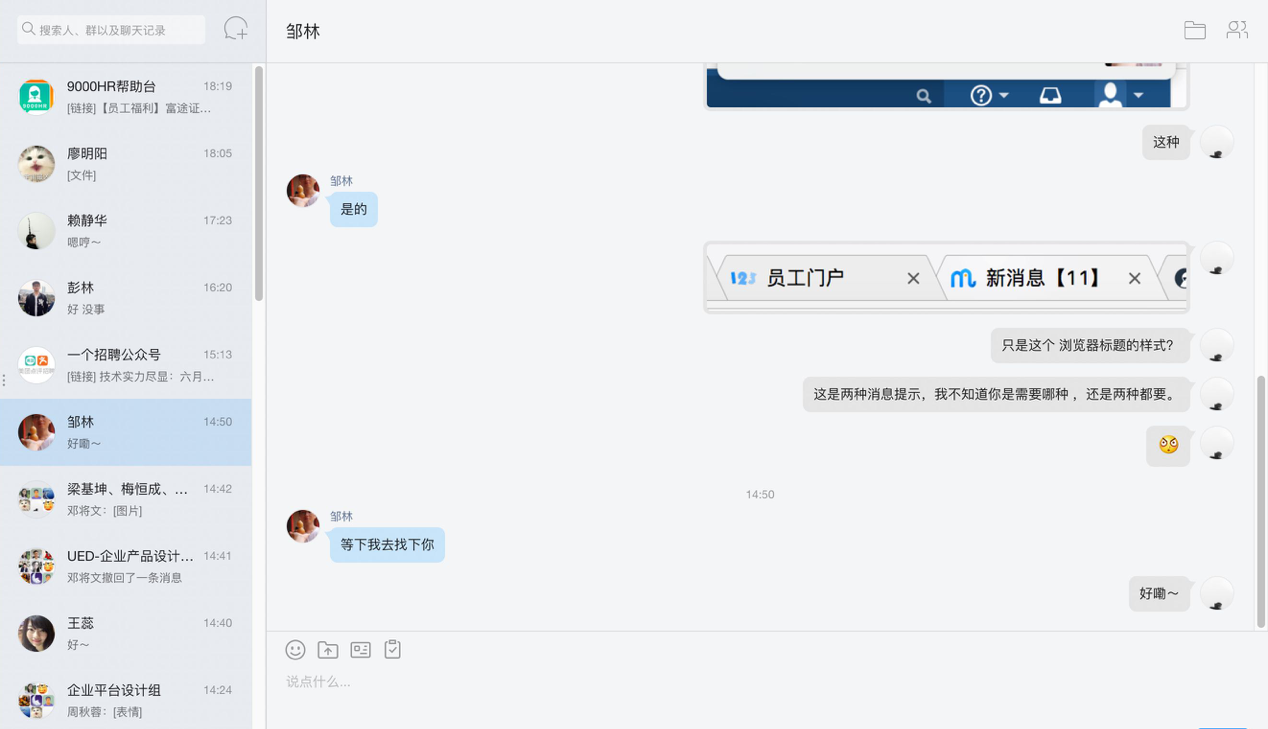 搜索人、群以及聊天记录
9000HR帮助台 18:19
[链接]【员工福利】富途证...
廖明阳 18:05
[文件]
赖静华 17:23
嗯哼～
彭林 16:20
好 没事
一个招聘公众号 15:13
[链接] 技术实力尽显：六月...
邹林 14:50
好嘞～
梁基坤、梅恒成、... 14:42
邓将文：[图片]
UED-企业产品设计... 14:41
邓将文撤回了一条消息
王蕊 14:40
好～
企业平台设计组 14:24
周秋蓉：[表情]
邹林
这种
邹林
是的
123 员工门户
新消息【11】
只是这个 浏览器标题的样式?
这是两种消息提示，我不知道你是需要哪种 ，还是两种都要。
14:50
邹林
等下我去找下你
好嘞～
说点什么...